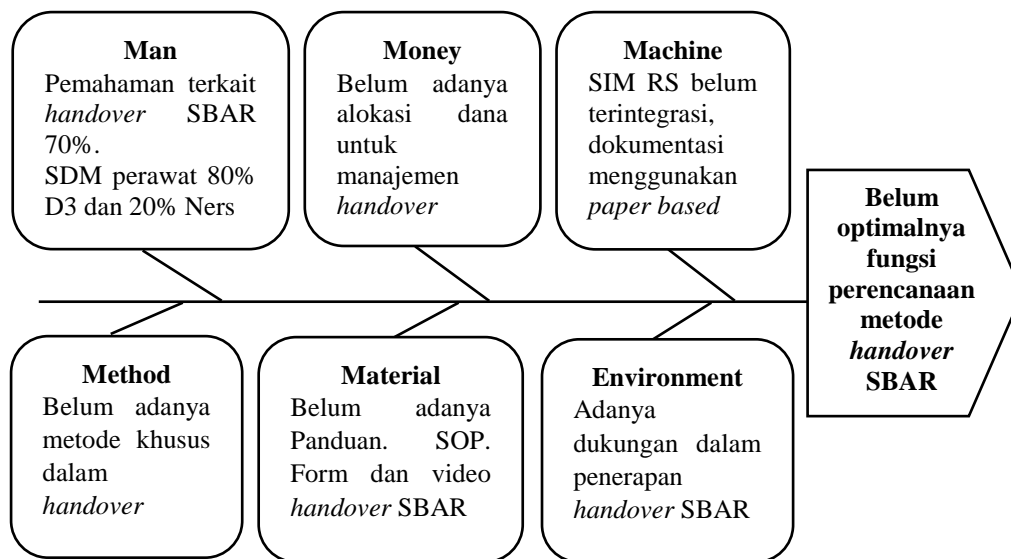 Man
Pemahaman terkait
handover SBAR
70%.
SDM perawat 80%
D3 dan 20% Ners
Money
Belum adanya
alokasi dana
untuk
manajemen
handover
Machine
SIM RS belum
terintegrasi,
dokumentasi
menggunakan
paper based
Belum
optimalnya
fungsi
perencanaan
metode
handover
SBAR
Method
Belum adanya
metode khusus
dalam
handover
Material
Belum adanya
Panduan. SOP.
Form dan video
handover SBAR
Environment
Adanya
dukungan dalam
penerapan
handover SBAR